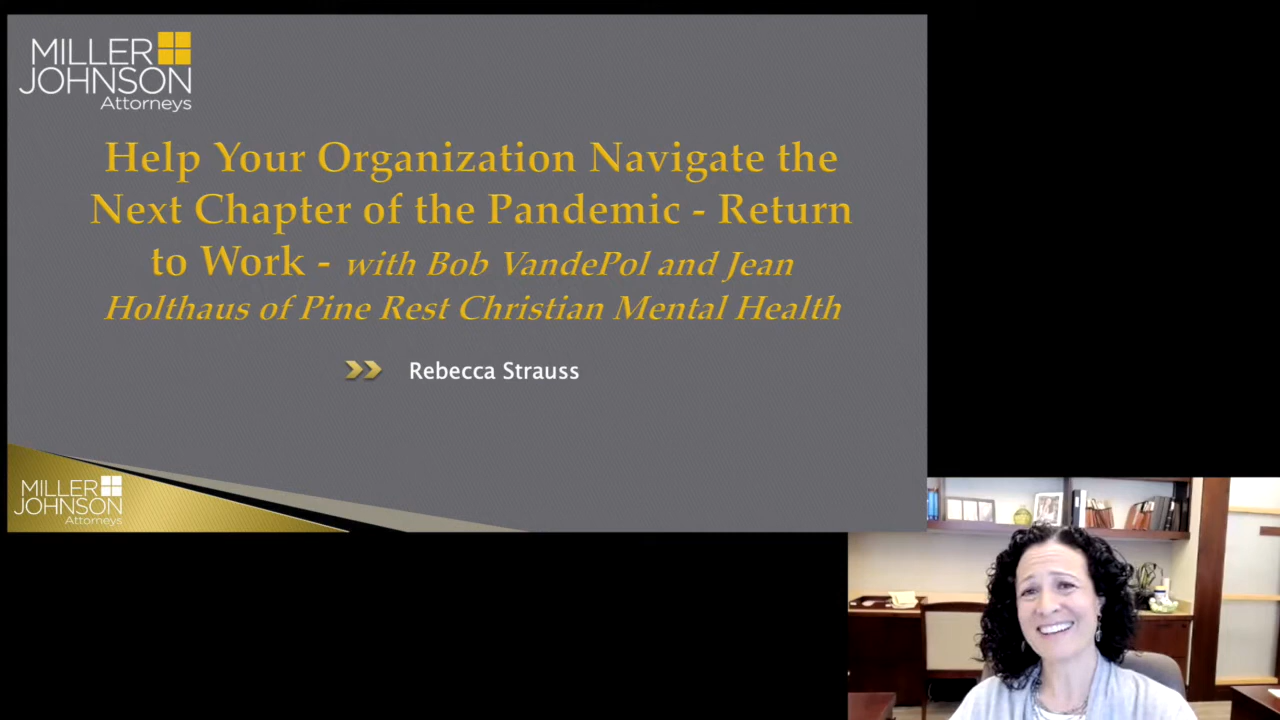 MILLER
JOHNSON
Attorneys
Help Your Organization Navigate the
Next Chapter of the Pandemic - Return
to Work - with Bob VandePol and Jean
Holthaus of Pine Rest Christian Mental Health
Rebecca Strauss
MILLER
JOHNSON
Attorneys